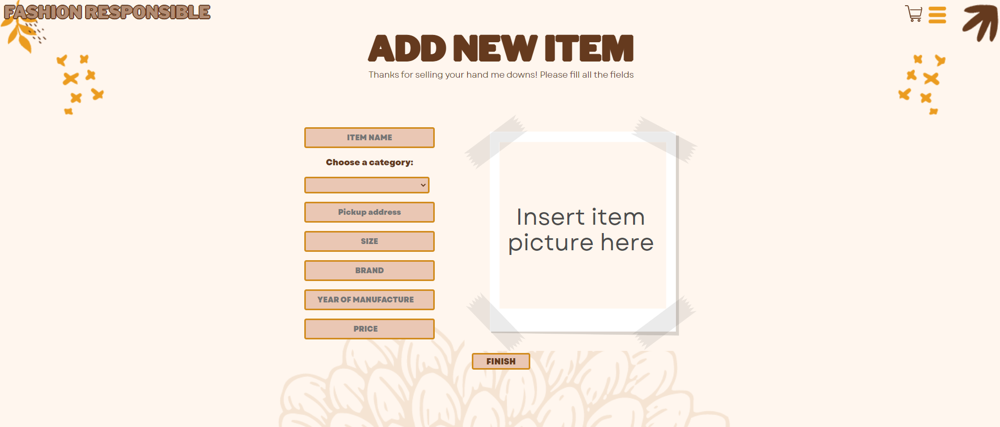 FASHION RESPONSIBLE
ADD NEW ITEM
Thanks for selling your hand me downs! Please fill all the fields
ITEM NAME
Choose a category:
Pickup address
SIZE
BRAND
YEAR OF MANUFACTURE
PRICE
Insert item
picture here
FINISH